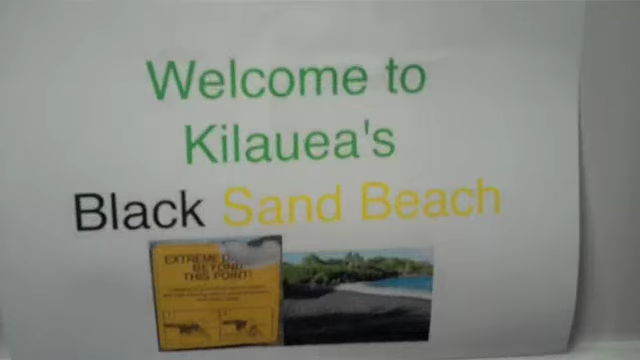 Welcome to
Kilauea's
Black Sand Beach
EXTREME
BEYOND
THIS POINT!